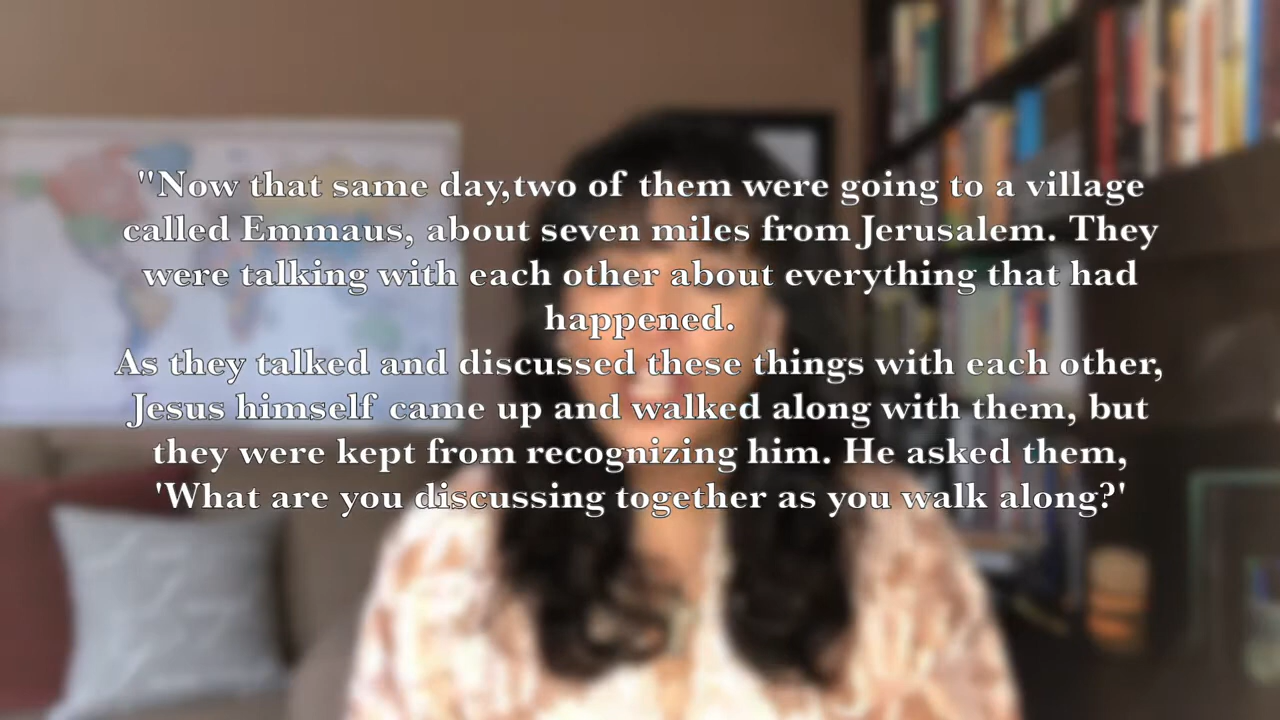 "Now that same day,two of them were going to a village
called Emmaus, about seven miles from Jerusalem. They
were talking with each other about everything that had
happened.
As they talked and discussed these things with each other,
Jesus himself came up and walked along with them, but
they were kept from recognizing him. He asked them,
'What are you discussing together as you walk along?'